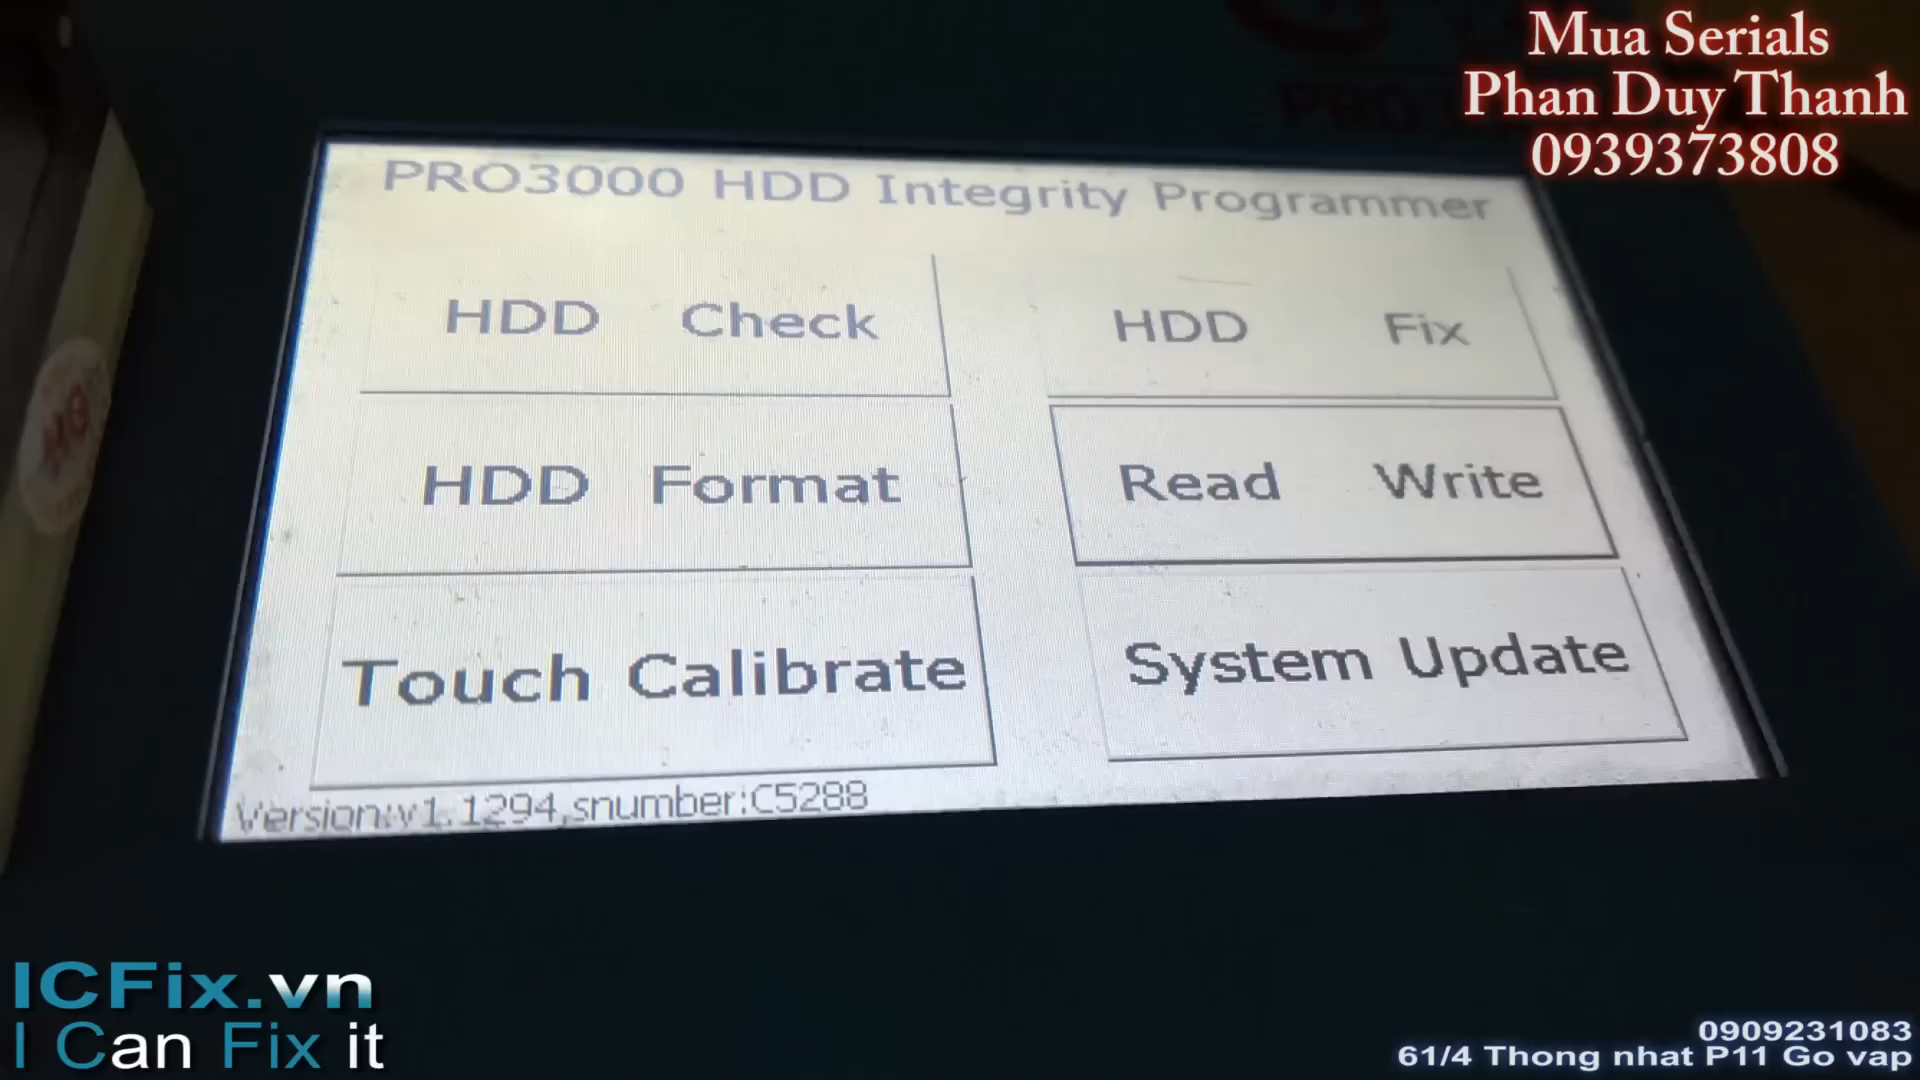 Mua Serials
Phan Duy Thanh
0939373808
PRO3000 HDD Integrity Programmer
HDD Check
HDD Fix
HDD Format
Read Write
Touch Calibrate
System Update
Version:v1.1294,snumber:C5288
ICFix.vn
I Can Fix it
0909231083
61/4 Thong nhat P11 Go vap